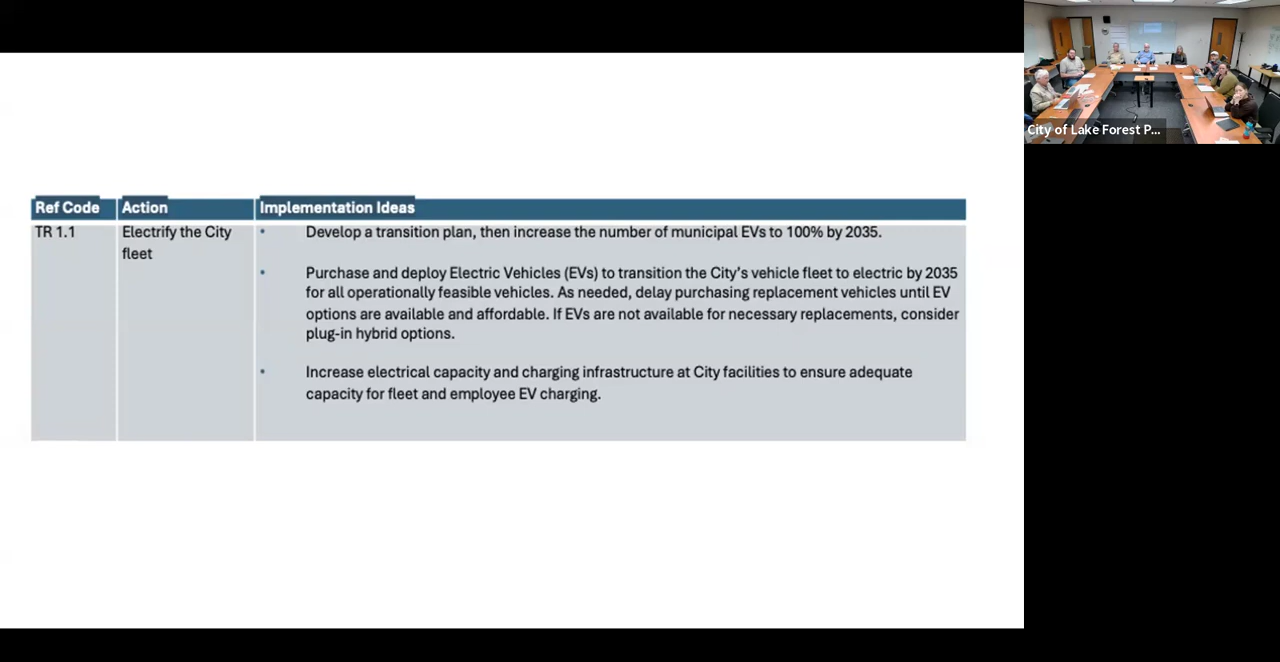 City of Lake Forest P...
Ref Code Action Implementation Ideas
TR 1.1 Electrify the City fleet
• Develop a transition plan, then increase the number of municipal EVs to 100% by 2035.
• Purchase and deploy Electric Vehicles (EVs) to transition the City's vehicle fleet to electric by 2035
for all operationally feasible vehicles. As needed, delay purchasing replacement vehicles until EV
options are available and affordable. If EVs are not available for necessary replacements, consider
plug-in hybrid options.
• Increase electrical capacity and charging infrastructure at City facilities to ensure adequate
capacity for fleet and employee EV charging.